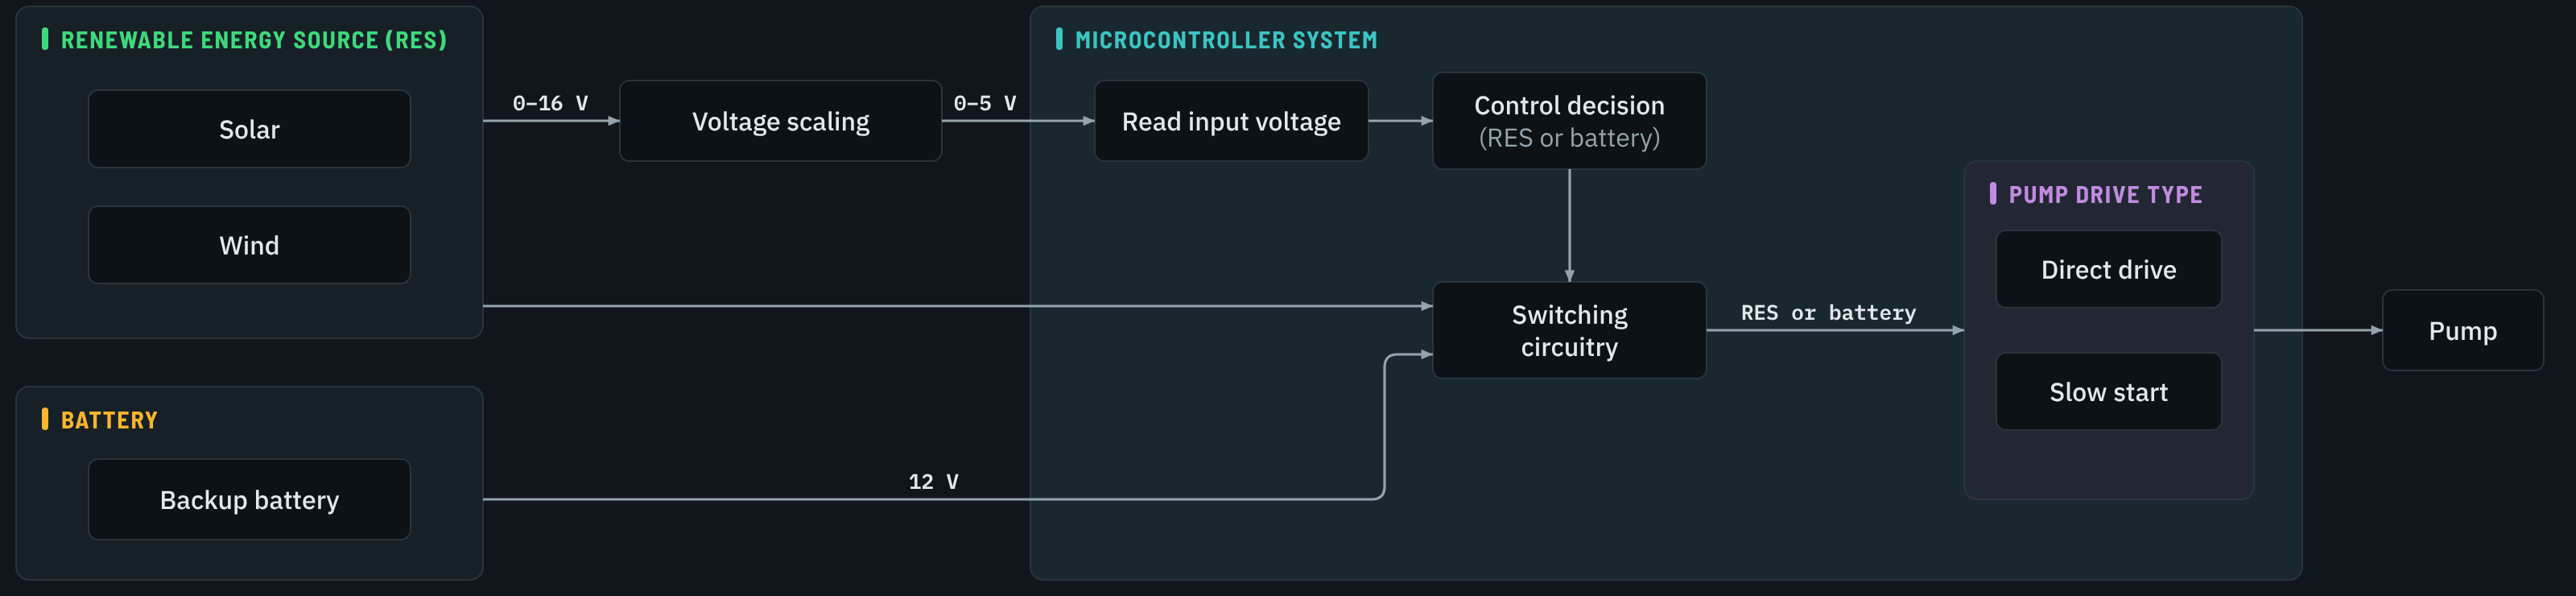 RENEWABLE ENERGY SOURCE (RES)
Solar
Wind
0–16 V
Voltage scaling
0–5 V
MICROCONTROLLER SYSTEM
Read input voltage
Control decision
(RES or battery)
Switching
circuitry
RES or battery
PUMP DRIVE TYPE
Direct drive
Slow start
Pump
BATTERY
Backup battery
12 V